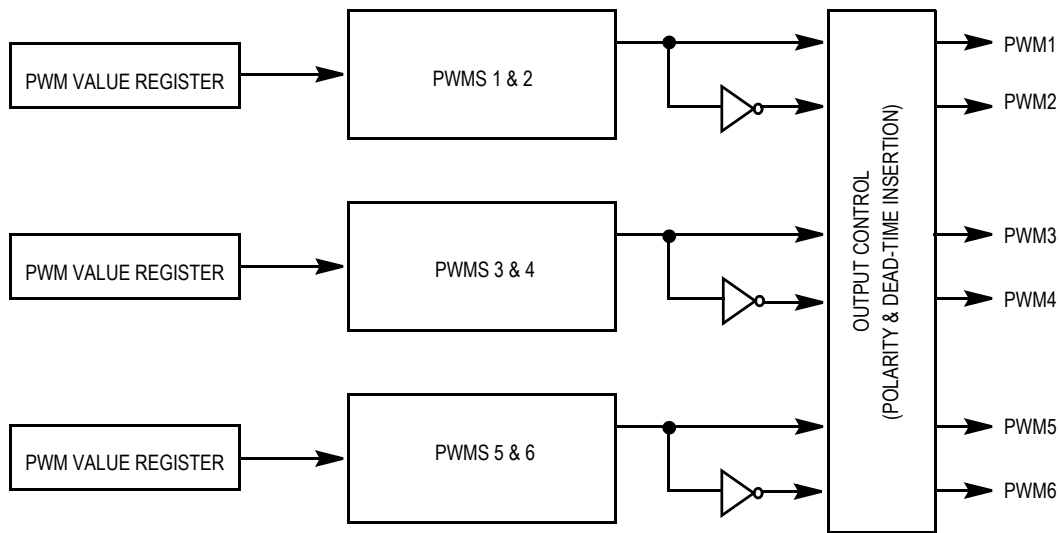 PWM VALUE REGISTER
PWMS 1 & 2
PWM1
PWM2
PWM VALUE REGISTER
PWMS 3 & 4
PWM3
PWM4
PWM VALUE REGISTER
PWMS 5 & 6
PWM5
PWM6
OUTPUT CONTROL
(POLARITY & DEAD-TIME INSERTION)